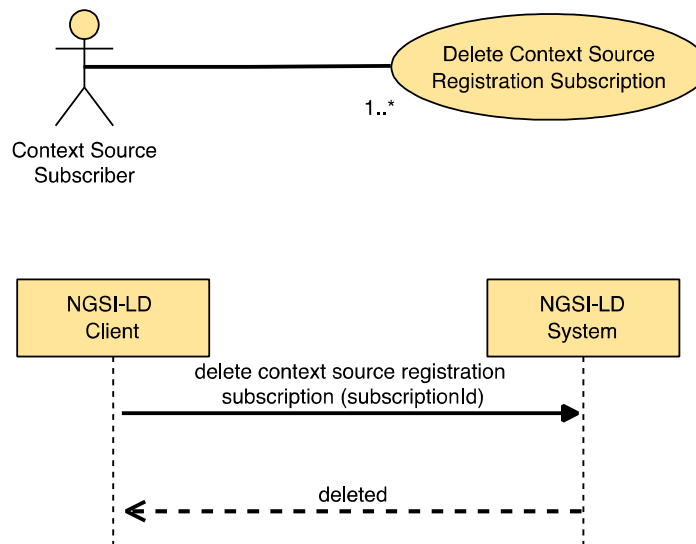 Delete Context Source
Registration Subscription
1..*
Context Source
Subscriber
NGSI-LD
Client
NGSI-LD
System
delete context source registration
subscription (subscriptionId)
deleted